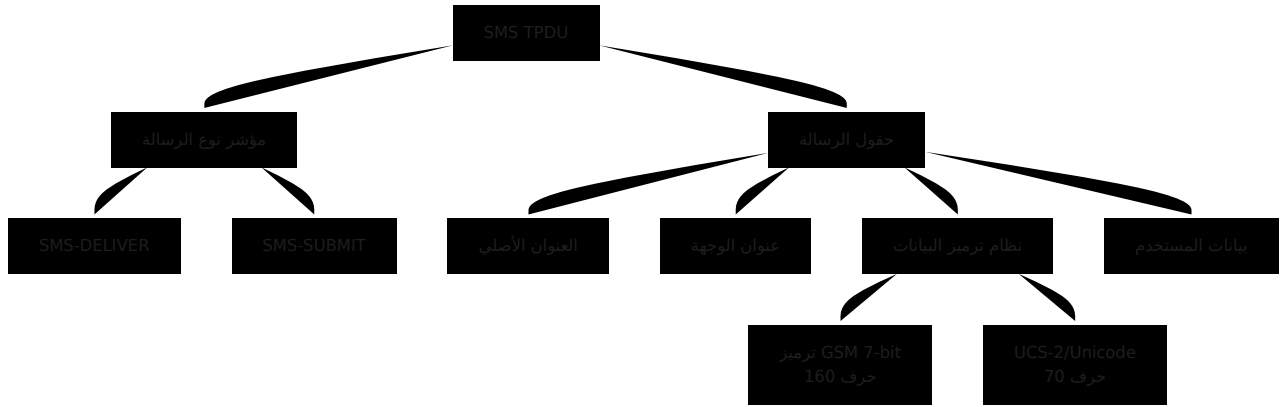 SMS TPDU
مؤشر نوع الرسالة
حقول الرسالة
SMS-DELIVER
SMS-SUBMIT
العنوان الأصلي
عنوان الوجهة
نظام ترميز البيانات
بيانات المستخدم
ترميز GSM 7-bit
160 حرف
UCS-2/Unicode
70 حرف